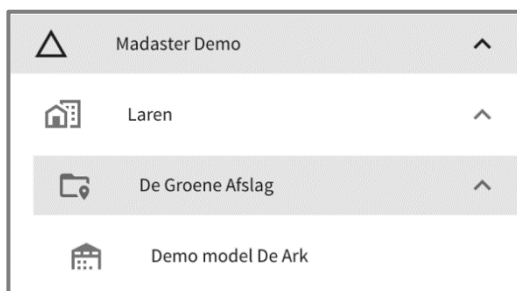 Madaster Demo
Laren
De Groene Afslag
Demo model De Ark